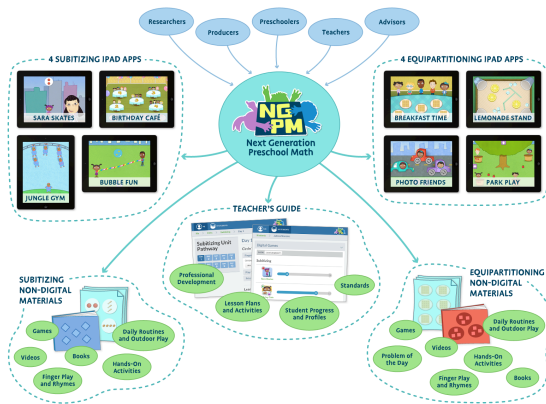 Researchers
Producers
Preschoolers
Teachers
Advisors
4 SUBITIZING IPAD APPS
SARA SKATES
BIRTHDAY CAFÉ
JUNGLE GYM
BUBBLE FUN
NG
PM
Next Generation
Preschool Math
4 EQUIPARTITIONING IPAD APPS
BREAKFAST TIME
LEMONADE STAND
PHOTO FRIENDS
PARK PLAY
TEACHER'S GUIDE
Subitizing Unit
Pathway
Subitizing
Professional
Development
Lesson Plans
and Activities
Student Progress
and Profiles
Standards
SUBITIZING
NON-DIGITAL
MATERIALS
Games
Daily Routines
and Outdoor Play
Videos
Books
Hands-On
Activities
Finger Play
and Rhymes
EQUIPARTITIONING
NON-DIGITAL
MATERIALS
Games
Daily Routines
and Outdoor Play
Videos
Problem of
the Day
Hands-On
Activities
Finger Play
and Rhymes
Books